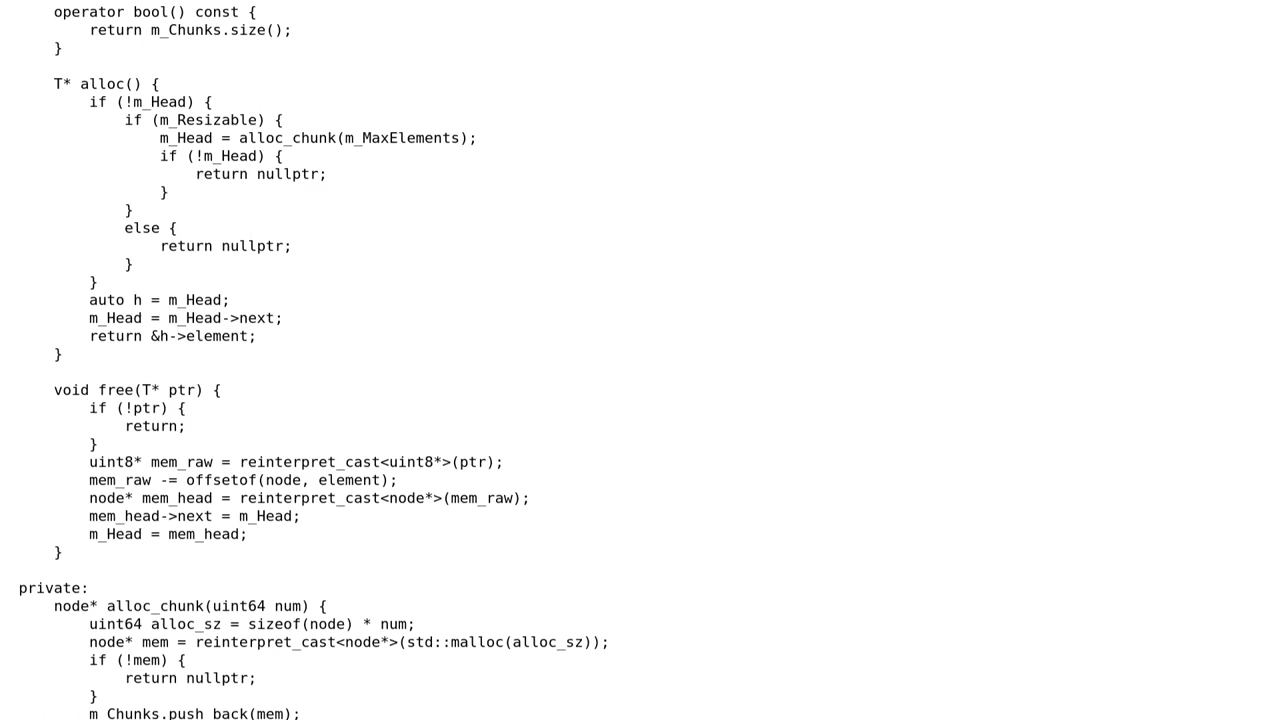 operator bool() const {
return m_Chunks.size();
}
T* alloc() {
if (!m_Head) {
if (m_Resizable) {
m_Head = alloc_chunk(m_MaxElements);
if (!m_Head) {
return nullptr;
}
}
else {
return nullptr;
}
}
auto h = m_Head;
m_Head = m_Head->next;
return &h->element;
}
void free(T* ptr) {
if (!ptr) {
return;
}
uint8* mem_raw = reinterpret_cast<uint8*>(ptr);
mem_raw -= offsetof(node, element);
node* mem_head = reinterpret_cast<node*>(mem_raw);
mem_head->next = m_Head;
m_Head = mem_head;
}
private:
node* alloc_chunk(uint64 num) {
uint64 alloc_sz = sizeof(node) * num;
node* mem = reinterpret_cast<node*>(std::malloc(alloc_sz));
if (!mem) {
return nullptr;
}
m_Chunks.push_back(mem);